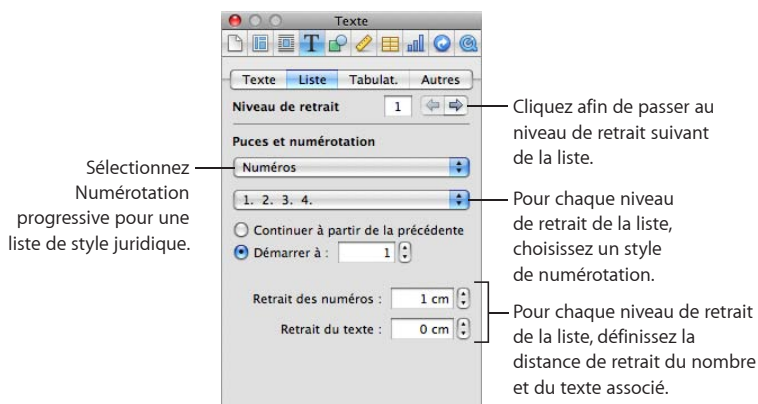 Texte
Texte Liste Tabulat. Autres
Niveau de retrait 1
Cliquez afin de passer au
niveau de retrait suivant
de la liste.
Puces et numérotation
Numéros
Sélectionnez
Numérotation
progressive pour une
liste de style juridique.
1. 2. 3. 4.
Pour chaque niveau
de retrait de la liste,
choisissez un style
de numérotation.
Continuer à partir de la précédente
Démarrer à : 1
Retrait des numéros : 1 cm
Retrait du texte : 0 cm
Pour chaque niveau de retrait
de la liste, définissez la
distance de retrait du nombre
et du texte associé.